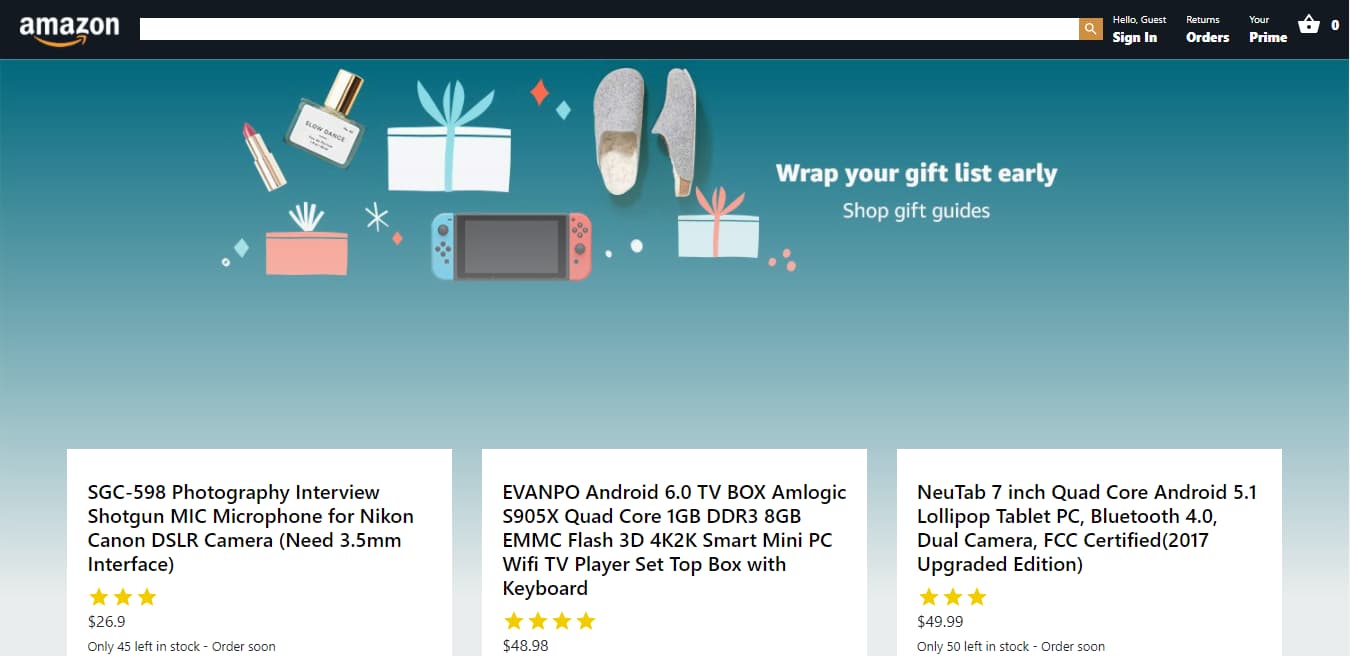 amazon
Hello, Guest
Sign In
Returns
Orders
Your
Prime
0
SLOW DANCE
Wrap your gift list early
Shop gift guides
SGC-598 Photography Interview
Shotgun MIC Microphone for Nikon
Canon DSLR Camera (Need 3.5mm
Interface)
$26.9
Only 45 left in stock - Order soon
EVANPO Android 6.0 TV BOX Amlogic
S905X Quad Core 1GB DDR3 8GB
EMMC Flash 3D 4K2K Smart Mini PC
Wifi TV Player Set Top Box with
Keyboard
$48.98
NeuTab 7 inch Quad Core Android 5.1
Lollipop Tablet PC, Bluetooth 4.0,
Dual Camera, FCC Certified(2017
Upgraded Edition)
$49.99
Only 50 left in stock - Order soon